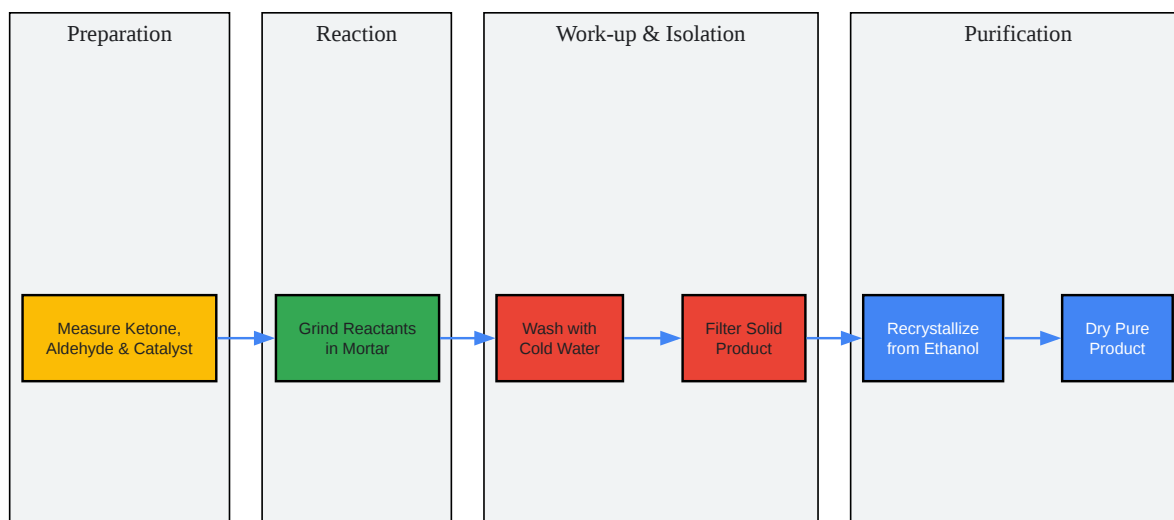 Preparation
Reaction
Work-up & Isolation
Purification
Measure Ketone,
Aldehyde & Catalyst
Grind Reactants
in Mortar
Wash with
Cold Water
Filter Solid
Product
Recrystallize
from Ethanol
Dry Pure
Product